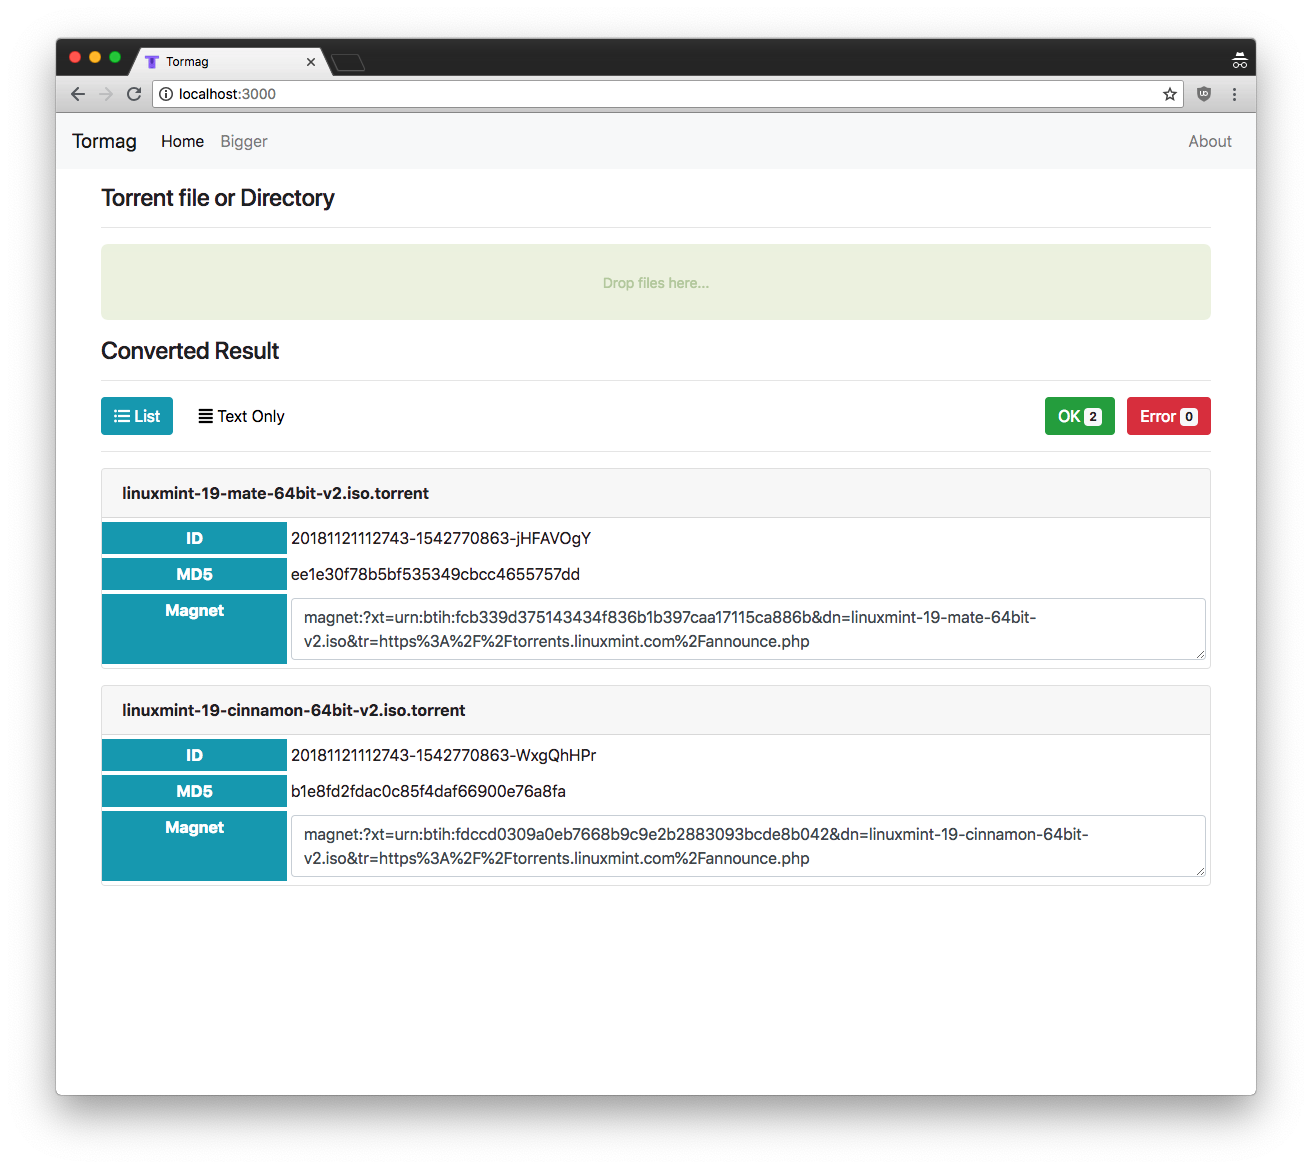 Tormag
localhost:3000
Tormag Home Bigger About
Torrent file or Directory
Drop files here...
Converted Result
List Text Only OK 2 Error 0
linuxmint-19-mate-64bit-v2.iso.torrent
ID 20181121112743-1542770863-jHFAVOgY
MD5 ee1e30f78b5bf535349cbcc4655757dd
Magnet magnet:?xt=urn:btih:fcb339d375143434f836b1b397caa17115ca886b&dn=linuxmint-19-mate-64bit-
v2.iso&tr=https%3A%2F%2Ftorrents.linuxmint.com%2Fannounce.php
linuxmint-19-cinnamon-64bit-v2.iso.torrent
ID 20181121112743-1542770863-WxgQhHPr
MD5 b1e8fd2fdac0c85f4daf66900e76a8fa
Magnet magnet:?xt=urn:btih:fdccd0309a0eb7668b9c9e2b2883093bcde8b042&dn=linuxmint-19-cinnamon-64bit-
v2.iso&tr=https%3A%2F%2Ftorrents.linuxmint.com%2Fannounce.php